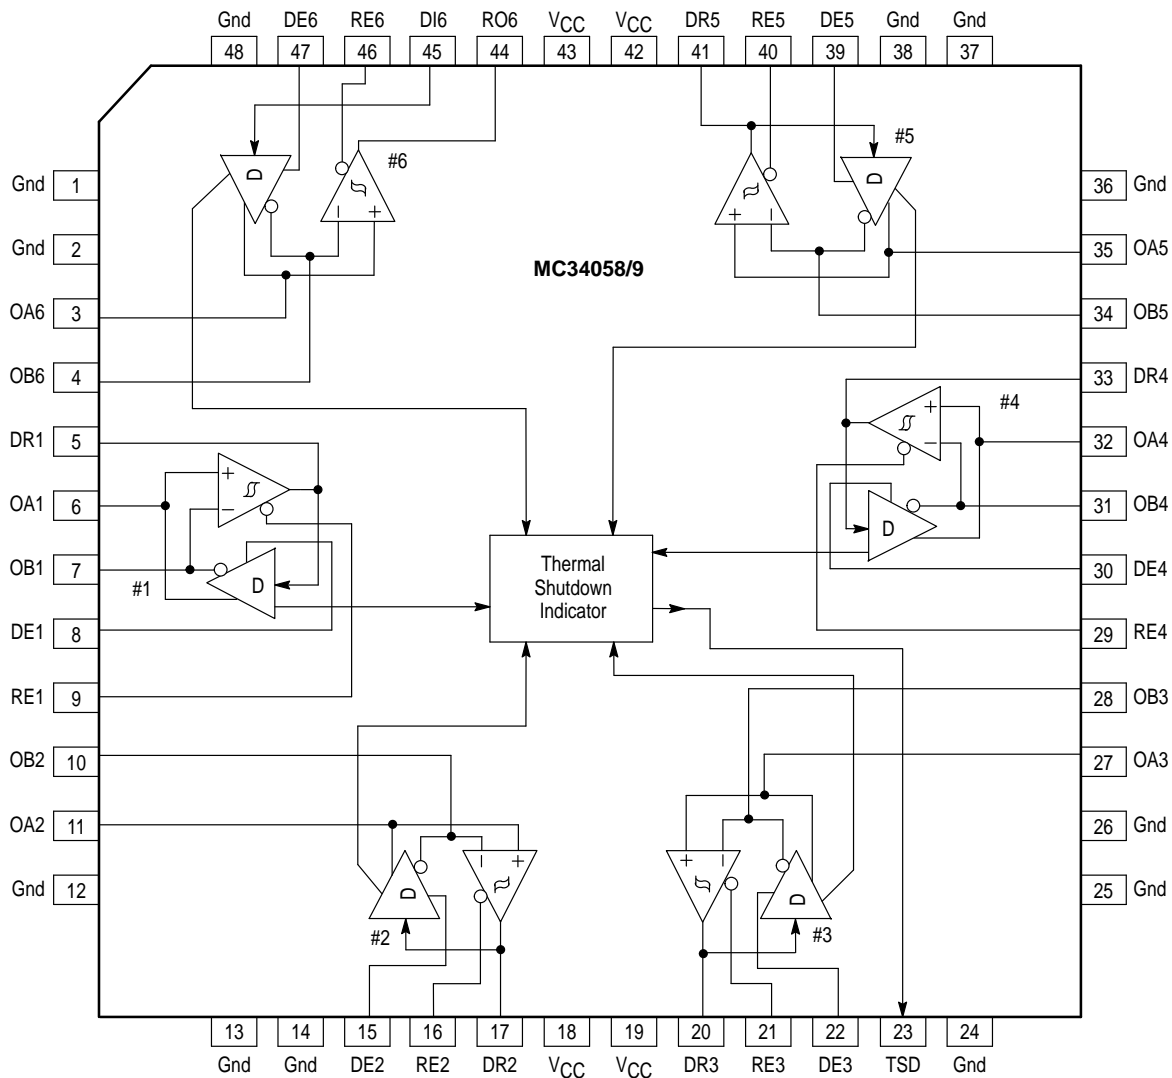 Gnd DE6 RE6 DI6 RO6 VCC VCC DR5 RE5 DE5 Gnd Gnd
48 47 46 45 44 43 42 41 40 39 38 37
#5
D
#6
D
Gnd 1
36 Gnd
− +
+ −
Gnd 2
35 OA5
MC34058/9
OA6 3
34 OB5
OB6 4
33 DR4
+
#4
DR1 5
32 OA4
−
+
OA1 6
31 OB4
−
D
OB1 7
Thermal
30 DE4
#1
D
Shutdown
Indicator
DE1 8
29 RE4
RE1 9
28 OB3
OB2 10
27 OA3
OA2 11
26 Gnd
− +
+ −
Gnd 12
25 Gnd
D
D
#2
#3
13 14 15 16 17 18 19 20 21 22 23 24
Gnd Gnd DE2 RE2 DR2 VCC VCC DR3 RE3 DE3 TSD Gnd